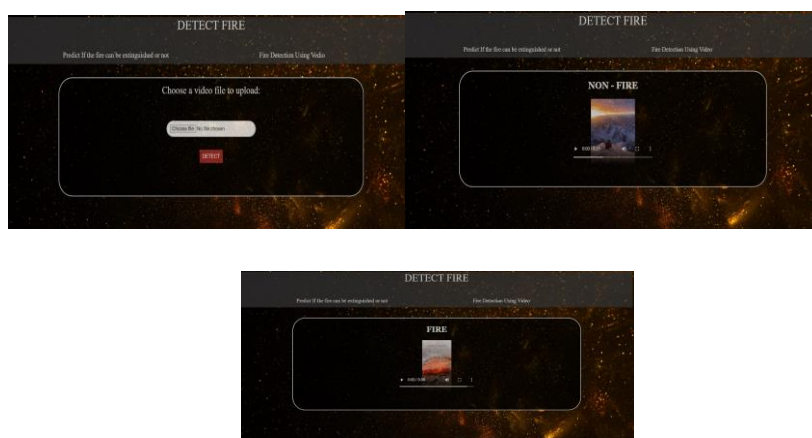 DETECT FIRE
Predict If the fire can be extinguished or not
Fire Detection Using Vedio
Choose a video file to upload:
Choose file No file chosen
DETECT
DETECT FIRE
Predict If the fire can be extinguished or not
Fire Detection Using Video
NON - FIRE
DETECT FIRE
Predict If the fire can be extinguished or not
Fire Detection Using Video
FIRE